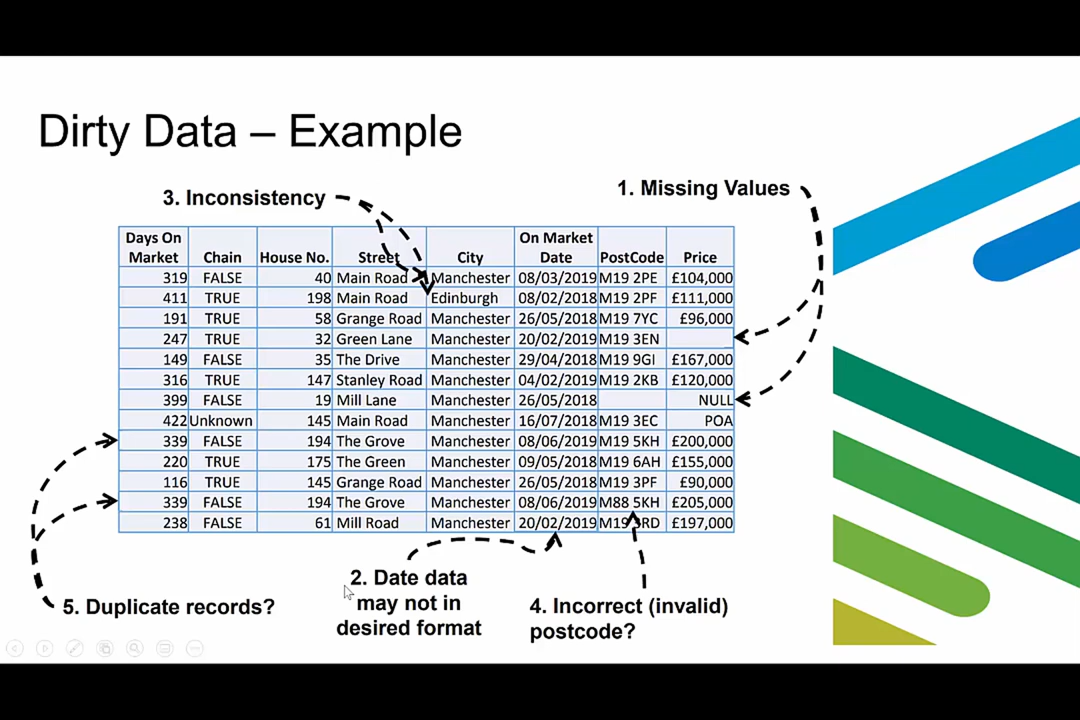 Dirty Data – Example
3. Inconsistency
1. Missing Values
Days On Market Chain House No. Street City On Market Date PostCode Price
319 FALSE 40 Main Road Manchester 08/03/2019 M19 2PE £104,000
411 TRUE 198 Main Road Edinburgh 08/02/2018 M19 2PF £111,000
191 TRUE 58 Grange Road Manchester 26/05/2018 M19 7YC £96,000
247 TRUE 32 Green Lane Manchester 20/02/2019 M19 3EN
149 FALSE 35 The Drive Manchester 29/04/2018 M19 9GI £167,000
316 TRUE 147 Stanley Road Manchester 04/02/2019 M19 2KB £120,000
399 FALSE 19 Mill Lane Manchester 26/05/2018 NULL
422 Unknown 145 Main Road Manchester 16/07/2018 M19 3EC POA
339 FALSE 194 The Grove Manchester 08/06/2019 M19 5KH £200,000
220 TRUE 175 The Green Manchester 09/05/2018 M19 6AH £155,000
116 TRUE 145 Grange Road Manchester 26/05/2018 M19 3PF £90,000
339 FALSE 194 The Grove Manchester 08/06/2019 M88 5KH £205,000
238 FALSE 61 Mill Road Manchester 20/02/2019 M19 £197,000
2. Date data
may not in
desired format
4. Incorrect (invalid)
postcode?
5. Duplicate records?